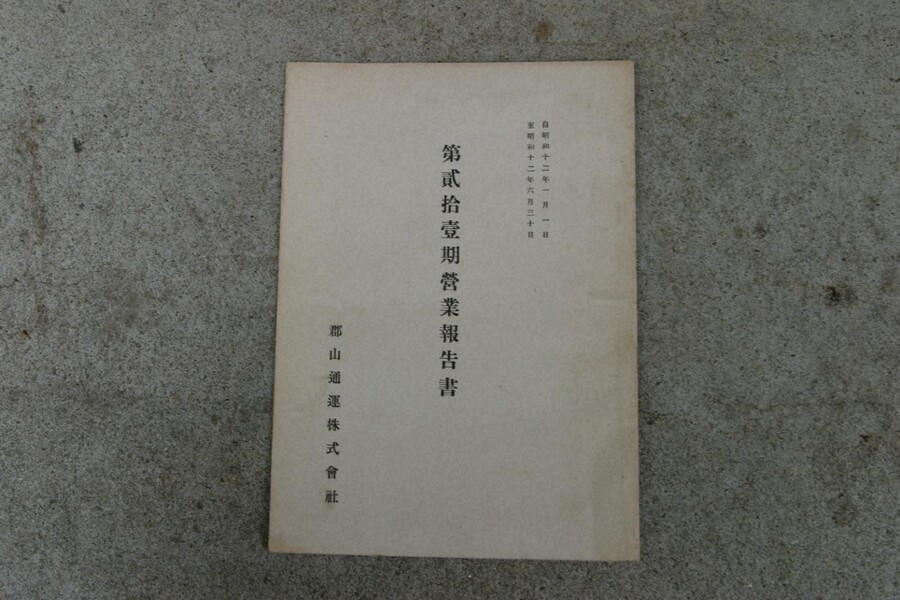 自昭和十二年一月一日
至昭和十二年六月三十日
第貳拾壹期營業報告書
郡山通運株式會社